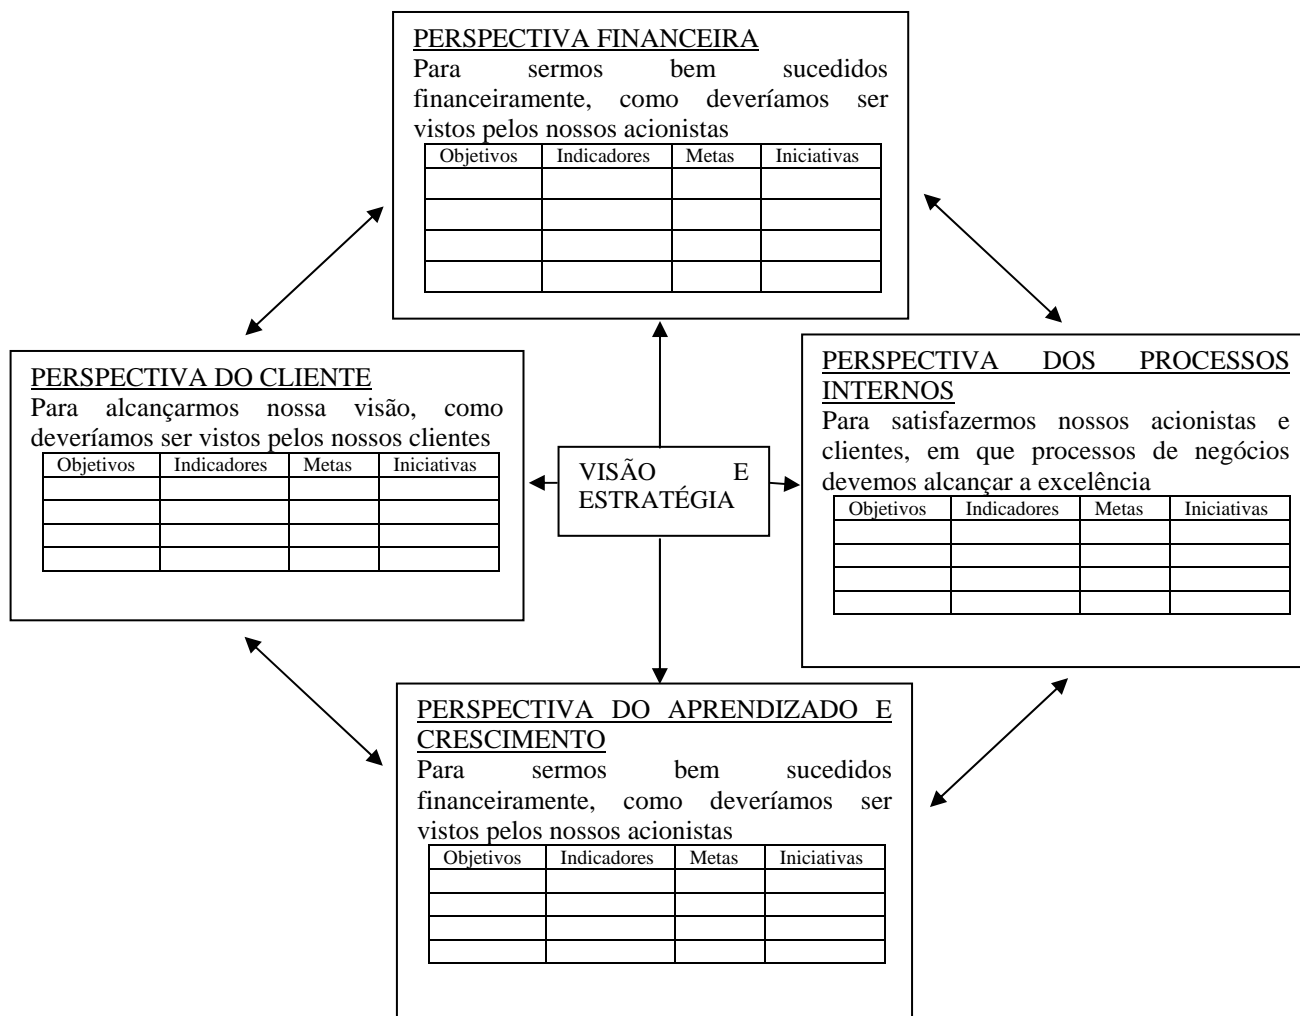 PERSPECTIVA FINANCEIRA
Para sermos bem sucedidos
financeiramente, como deveríamos ser
vistos pelos nossos acionistas
Objetivos Indicadores Metas Iniciativas
PERSPECTIVA DO CLIENTE
Para alcançarmos nossa visão, como
deveríamos ser vistos pelos nossos clientes
Objetivos Indicadores Metas Iniciativas
VISÃO E
ESTRATÉGIA
PERSPECTIVA DOS PROCESSOS
INTERNOS
Para satisfazermos nossos acionistas e
clientes, em que processos de negócios
devemos alcançar a excelência
Objetivos Indicadores Metas Iniciativas
PERSPECTIVA DO APRENDIZADO E
CRESCIMENTO
Para sermos bem sucedidos
financeiramente, como deveríamos ser
vistos pelos nossos acionistas
Objetivos Indicadores Metas Iniciativas